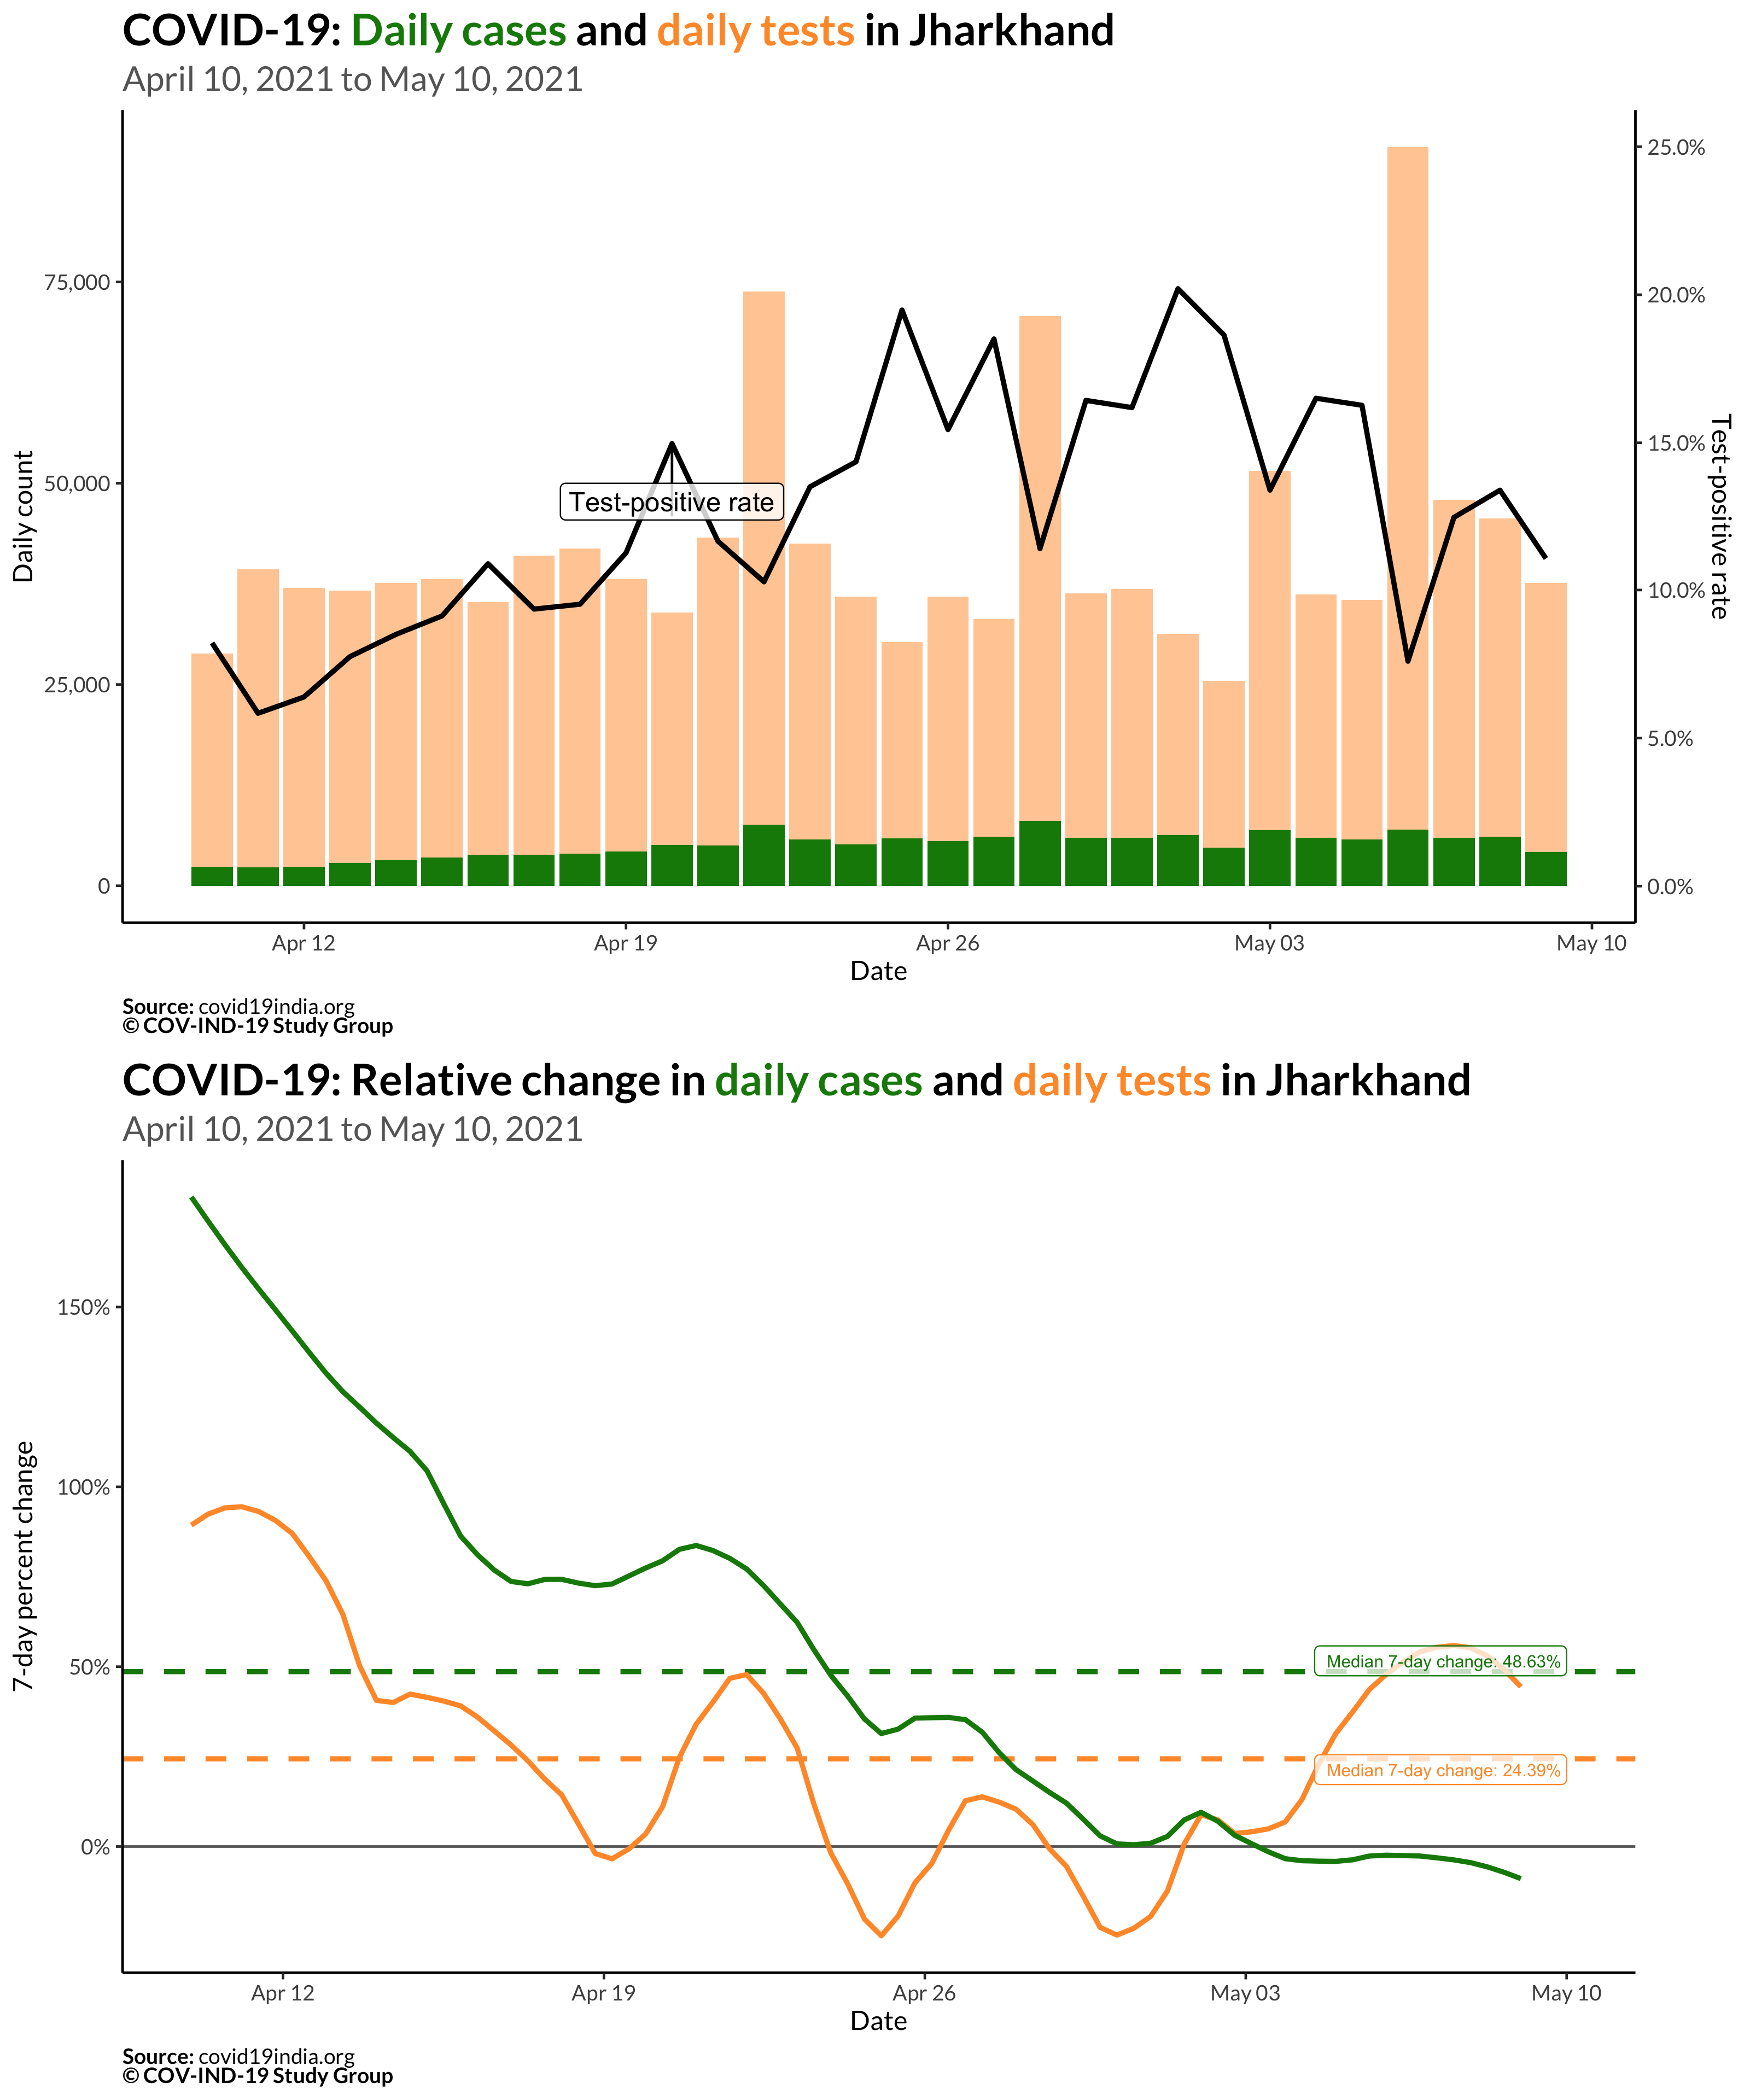 COVID-19: Daily cases and daily tests in Jharkhand
April 10, 2021 to May 10, 2021
25.0%
75,000
20.0%
Daily count
50,000
Test-positive rate
15.0%
Test-positive rate
10.0%
25,000
5.0%
0
0.0%
Apr 12
Apr 19
Apr 26
May 03
May 10
Date
Source: covid19india.org
© COV-IND-19 Study Group
COVID-19: Relative change in daily cases and daily tests in Jharkhand
April 10, 2021 to May 10, 2021
7-day percent change
150%
100%
50%
Median 7-day change: 48.63%
Median 7-day change: 24.39%
0%
Apr 12
Apr 19
Apr 26
May 03
May 10
Date
Source: covid19india.org
© COV-IND-19 Study Group